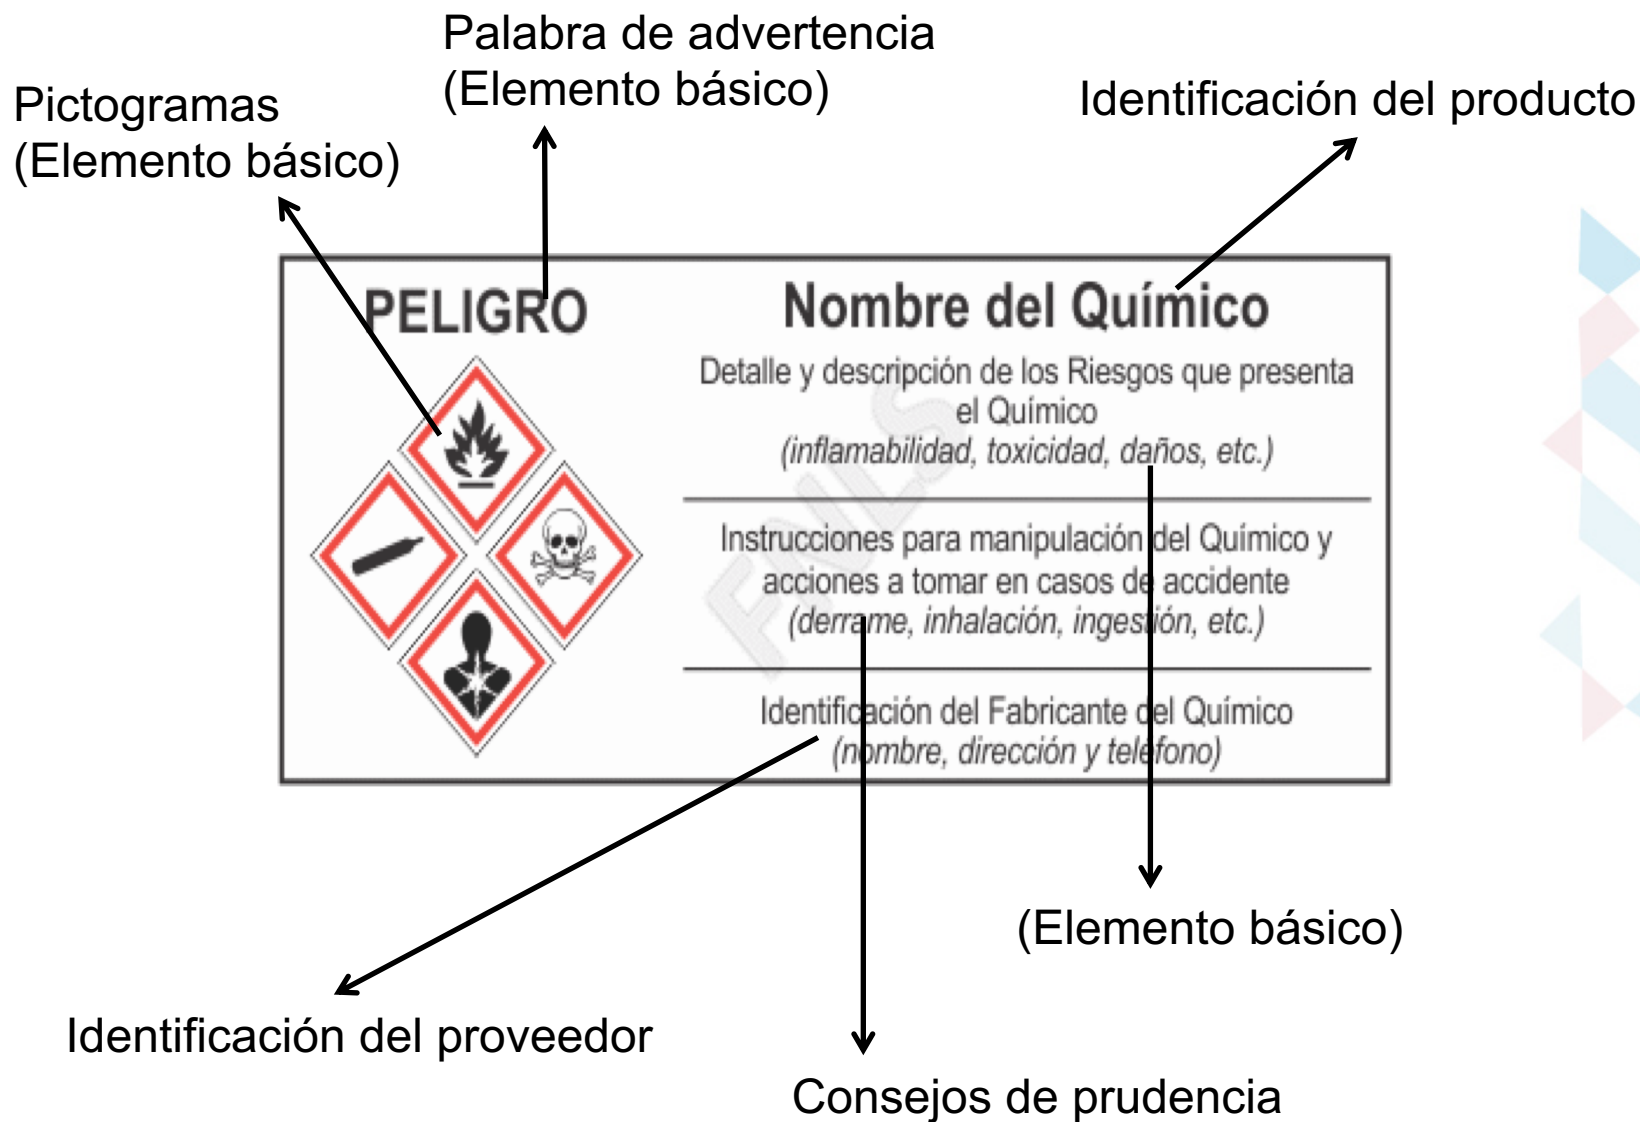 Palabra de advertencia
(Elemento básico)
Pictogramas
(Elemento básico)
Identificación del producto
PELIGRO
Nombre del Químico
Detalle y descripción de los Riesgos que presenta
el Químico
(inflamabilidad, toxicidad, daños, etc.)
Instrucciones para manipulación del Químico y
acciones a tomar en casos de accidente
(derrame, inhalación, ingestión, etc.)
Identificación del Fabricante del Químico
(nombre, dirección y teléfono)
FNLS
(Elemento básico)
Identificación del proveedor
Consejos de prudencia